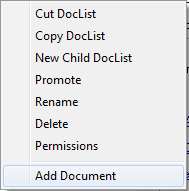 Cut DocList
Copy DocList
New Child DocList
Promote
Rename
Delete
Permissions
Add Document